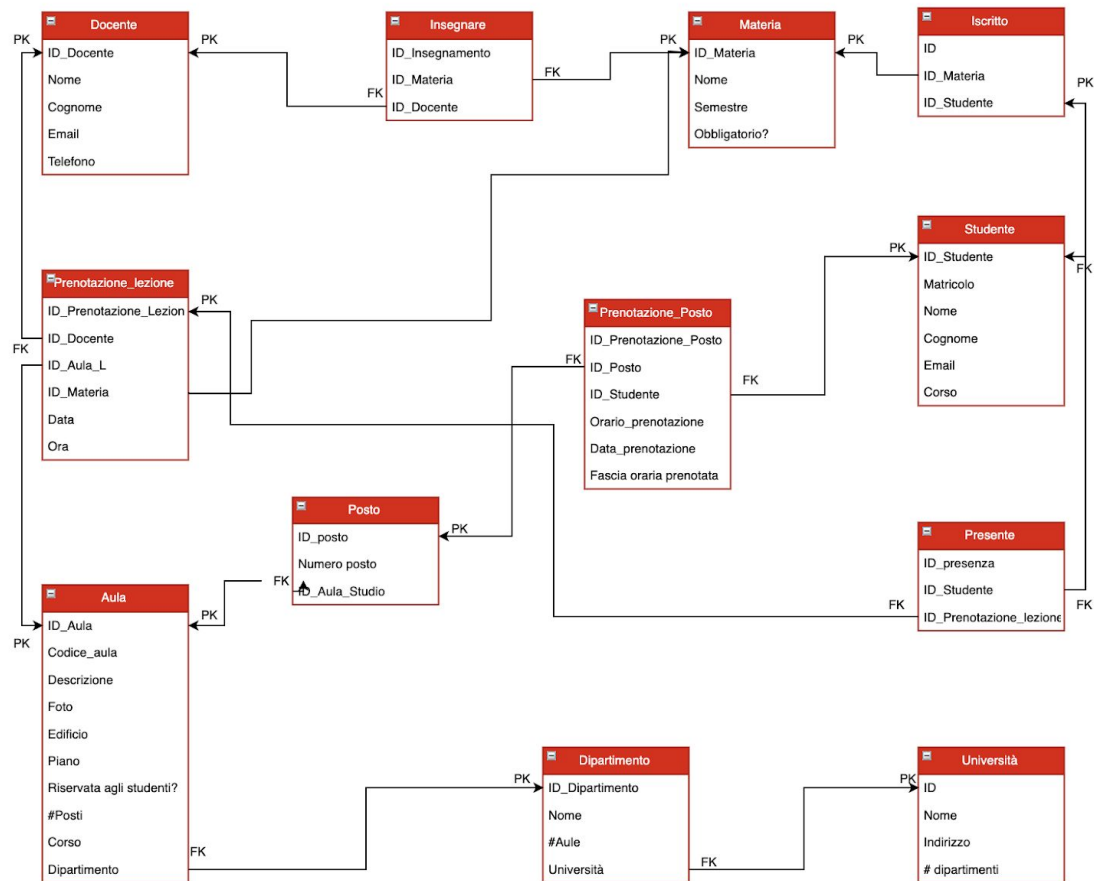 Docente
ID_Docente
Nome
Cognome
Email
Telefono
PK
PK
Insegnare
ID_Insegnamento
ID_Materia
ID_Docente
FK
FK
Materia
ID_Materia
Nome
Semestre
Obbligatorio?
PK
PK
Iscritto
ID
ID_Materia
ID_Studente
PK
Studente
ID_Studente
Matricolo
Nome
Cognome
Email
Corso
PK
FK
Prenotazione_lezione
ID_Prenotazione_Lezion
ID_Docente
ID_Aula_L
ID_Materia
Data
Ora
PK
FK
Prenotazione_Posto
ID_Prenotazione_Posto
ID_Posto
ID_Studente
Orario_prenotazione
Data_prenotazione
Fascia oraria prenotata
FK
FK
Posto
ID_posto
Numero posto
ID_Aula_Studio
PK
FK
Presente
ID_presenza
ID_Studente
ID_Prenotazione_lezione
FK
FK
Aula
ID_Aula
Codice_aula
Descrizione
Foto
Edificio
Piano
Riservata agli studenti?
#Posti
Corso
Dipartimento
PK
PK
FK
Dipartimento
ID_Dipartimento
Nome
#Aule
Università
PK
FK
Università
ID
Nome
Indirizzo
# dipartimenti
PK